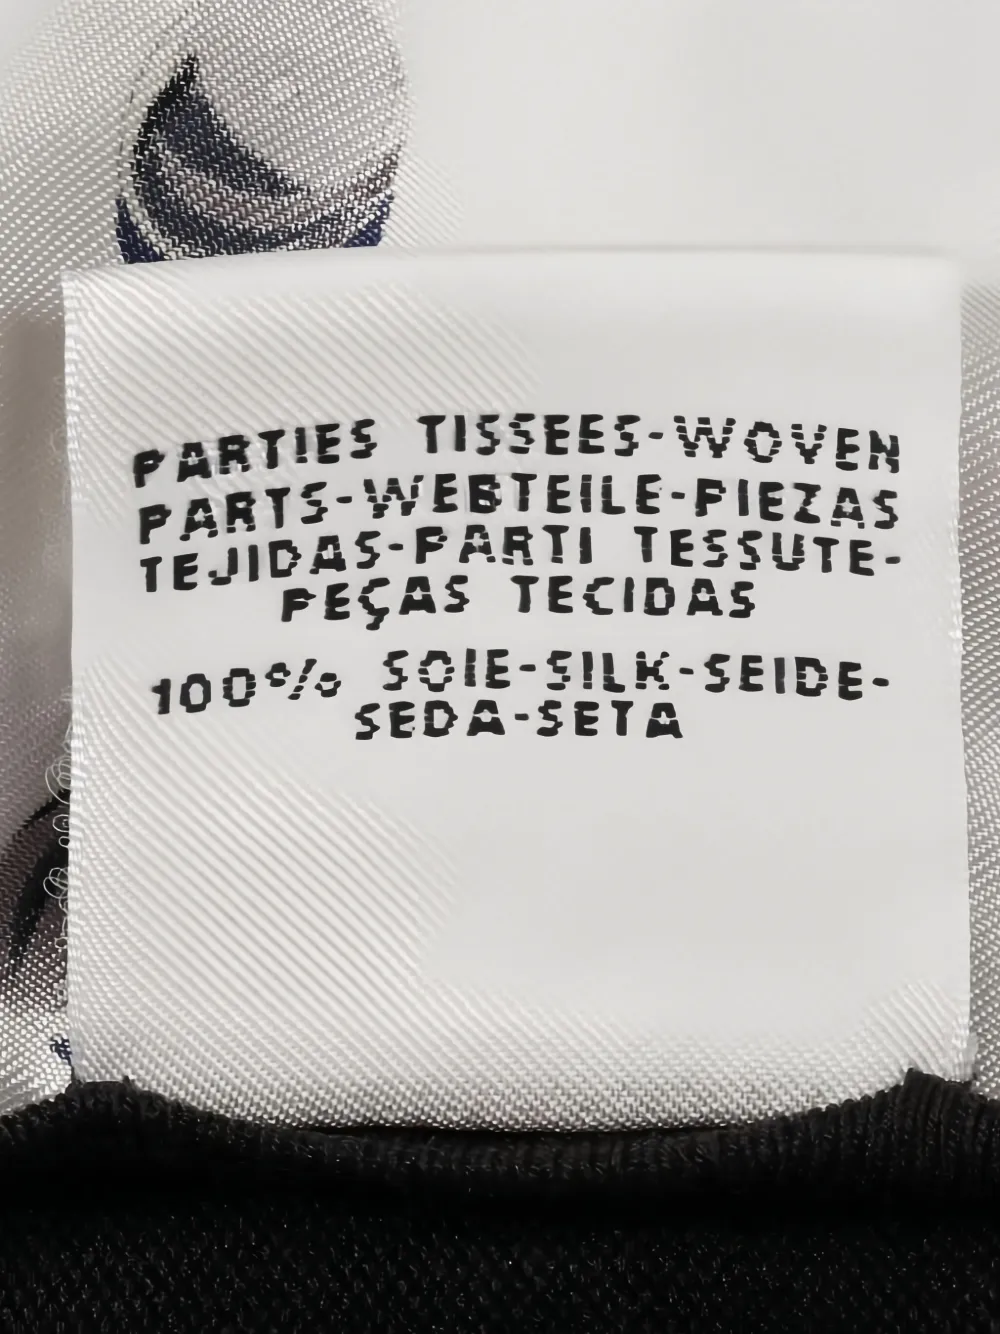 PARTIES TISSEES-WOVEN
PARTS-WEBTEILE-PIEZAS
TEJIDAS-PARTI TESSUTE-
PEÇAS TECIDAS
100% SOIE-SILK-SEIDE-
SEDA-SETA